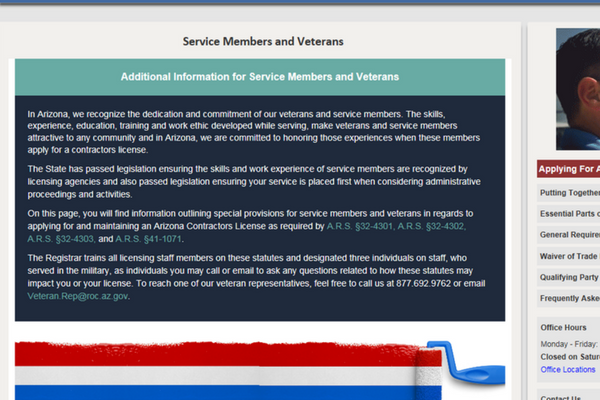 Service Members and Veterans
Additional Information for Service Members and Veterans
In Arizona, we recognize the dedication and commitment of our veterans and service members. The skills,
experience, education, training and work ethic developed while serving, make veterans and service members
attractive to any community and in Arizona, we are committed to honoring those experiences when these members
apply for a contractors license.
The State has passed legislation ensuring the skills and work experience of service members are recognized by
licensing agencies and also passed legislation ensuring your service is placed first when considering administrative
proceedings and activities.
On this page, you will find information outlining special provisions for service members and veterans in regards to
applying for and maintaining an Arizona Contractors License as required by A.R.S. §32-4301, A.R.S. §32-4302,
A.R.S. §32-4303, and A.R.S. §41-1071.
The Registrar trains all licensing staff members on these statutes and designated three individuals on staff, who
served in the military, as individuals you may call or email to ask any questions related to how these statutes may
impact you or your license. To reach one of our veteran representatives, feel free to call us at 877.692.9762 or email
Veteran.Rep@roc.az.gov.
Applying For A
Putting Together
Essential Parts o
General Require
Waiver of Trade
Qualifying Party
Frequently Aske
Office Hours
Monday - Friday:
Closed on Satur
Office Locations
Contact Us